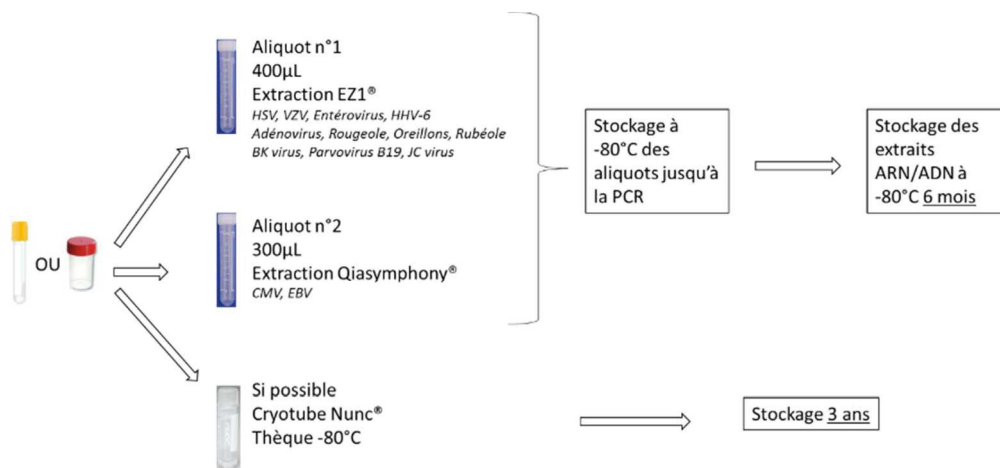 Aliquot n°1
400µL
Extraction EZ1®
HSV, VZV, Entérovirus, HHV-6
Adénovirus, Rougeole, Oreillons, Rubéole
BK virus, Parvovirus B19, JC virus
OU
Aliquot n°2
300µL
Extraction Qiasymphony®
CMV, EBV
Si possible
Cryotube Nunc®
Thèque -80°C
Stockage à
-80°C des
aliquots jusqu'à
la PCR
Stockage des
extraits
ARN/ADN à
-80°C 6 mois
Stockage 3 ans